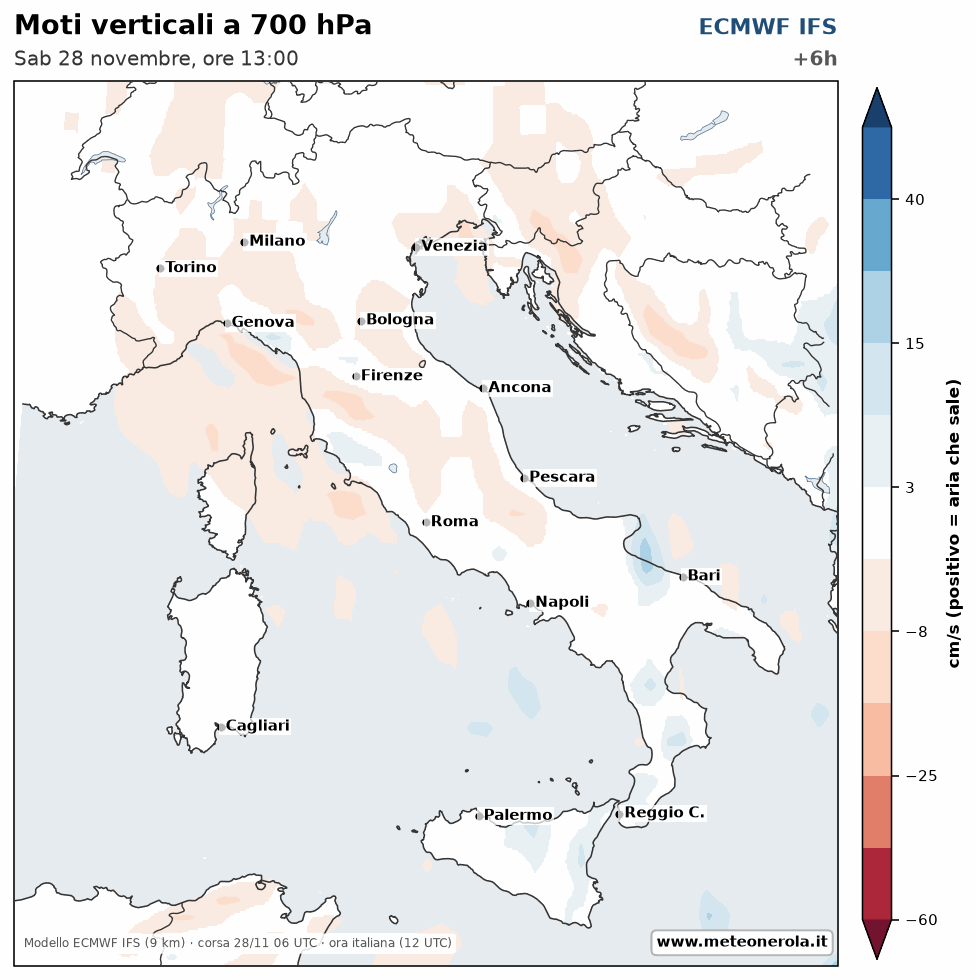 Moti verticali a 700 hPa
ECMWF IFS
Sab 28 novembre, ore 13:00
+6h
Milano
Venezia
Torino
Genova
Bologna
Firenze
Ancona
Pescara
Roma
Bari
Napoli
Cagliari
Palermo
Reggio C.
40
15
3
−8
−25
−60
cm/s (positivo = aria che sale)
Modello ECMWF IFS (9 km) · corsa 28/11 06 UTC · ora italiana (12 UTC)
www.meteonerola.it